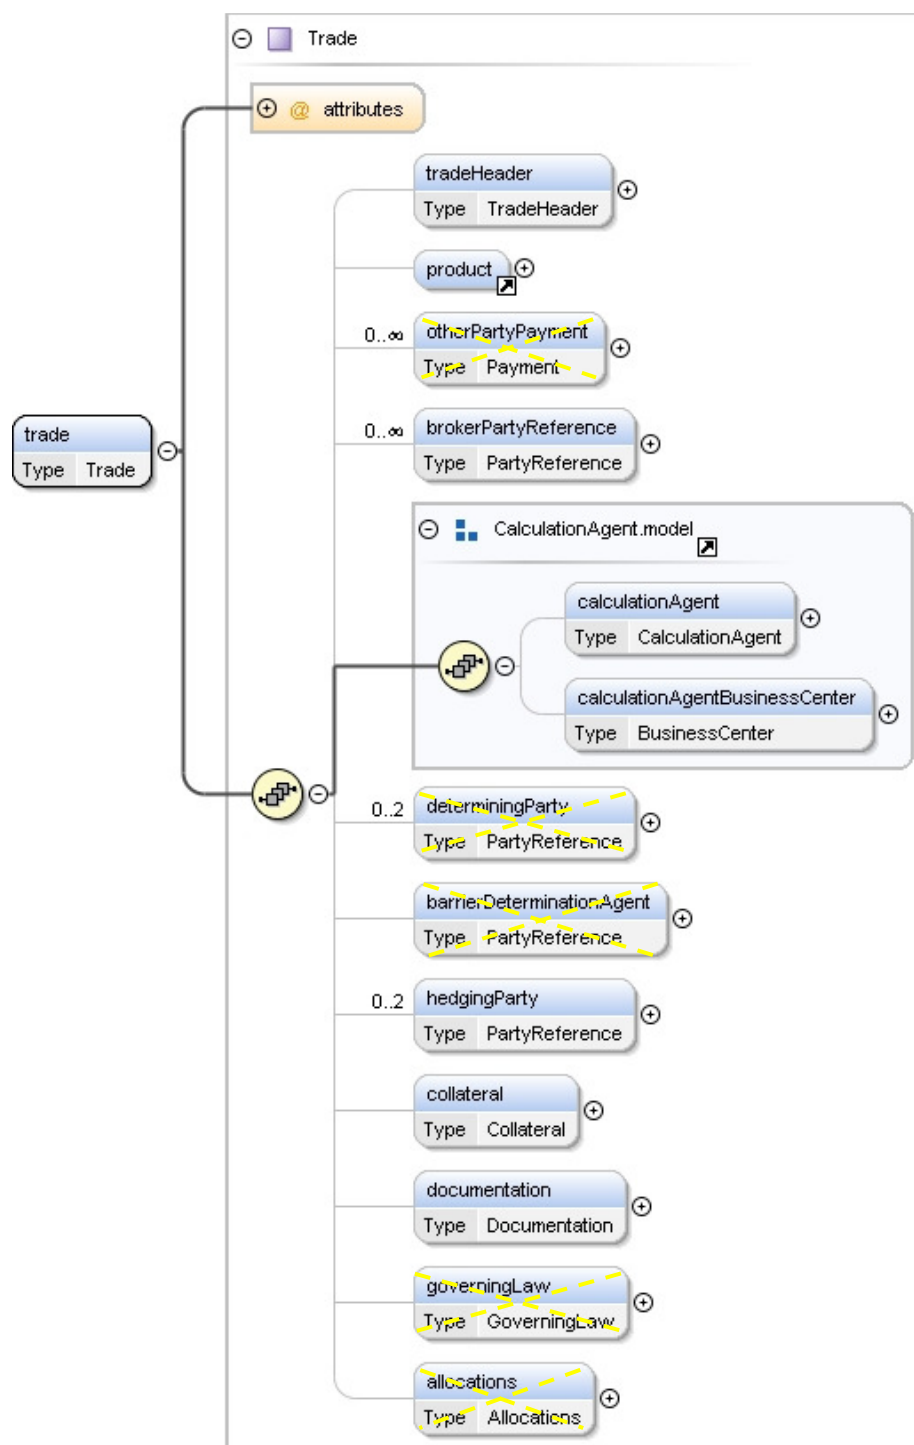 Trade
@ attributes
tradeHeader
Type TradeHeader
product
0..∞ otherPartyPayment
Type Payment
0..∞ brokerPartyReference
Type PartyReference
trade
Type Trade
CalculationAgent.model
calculationAgent
Type CalculationAgent
calculationAgentBusinessCenter
Type BusinessCenter
0..2 determiningParty
Type PartyReference
barrierDeterminationAgent
Type PartyReference
0..2 hedgingParty
Type PartyReference
collateral
Type Collateral
documentation
Type Documentation
governingLaw
Type GoverningLaw
allocations
Type Allocations